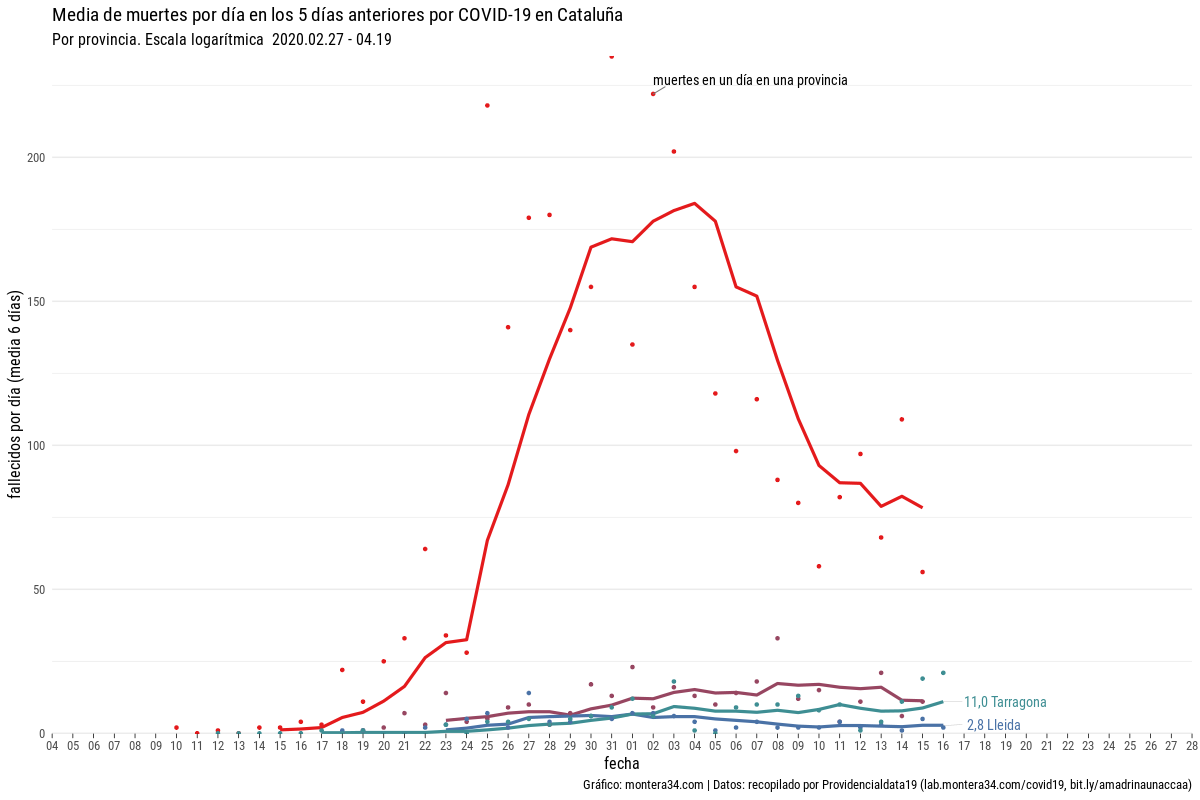 Media de muertes por día en los 5 días anteriores por COVID-19 en Cataluña
Por provincia. Escala logarítmica 2020.02.27 - 04.19
muertes en un día en una provincia
fallecidos por día (media 6 días)
200
150
100
50
0
11,0 Tarragona
2,8 Lleida
04 05 06 07 08 09 10 11 12 13 14 15 16 17 18 19 20 21 22 23 24 25 26 27 28 29 30 31 01 02 03 04 05 06 07 08 09 10 11 12 13 14 15 16 17 18 19 20 21 22 23 24 25 26 27 28
fecha
Gráfico: montera34.com | Datos: recopilado por Providencialdata19 (lab.montera34.com/covid19, bit.ly/amadrinaunaccaa)